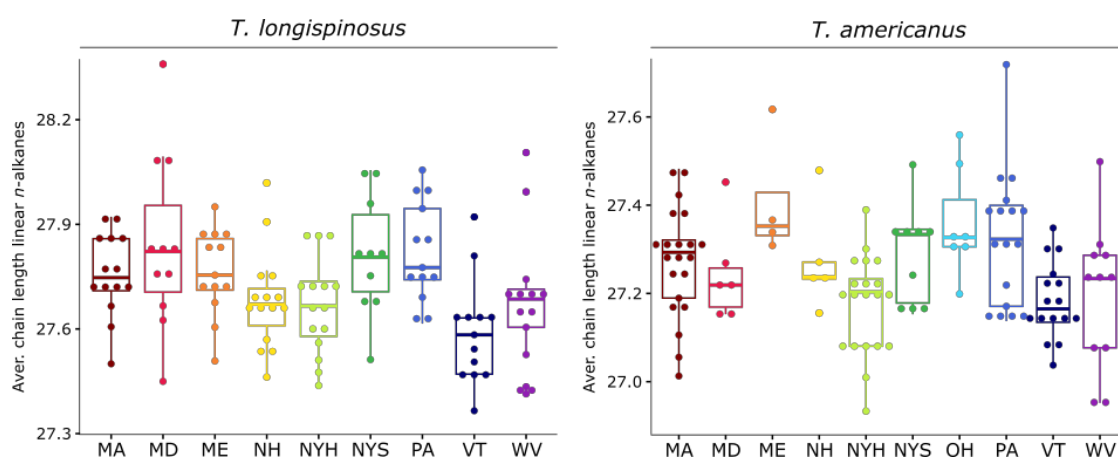 T. longispinosus
Aver. chain length linear n-alkanes
28.2
27.9
27.6
27.3
MA MD ME NH NYH NYS PA VT WV
T. americanus
Aver. chain length linear n-alkanes
27.6
27.4
27.2
27.0
MA MD ME NH NYH NYS OH PA VT WV